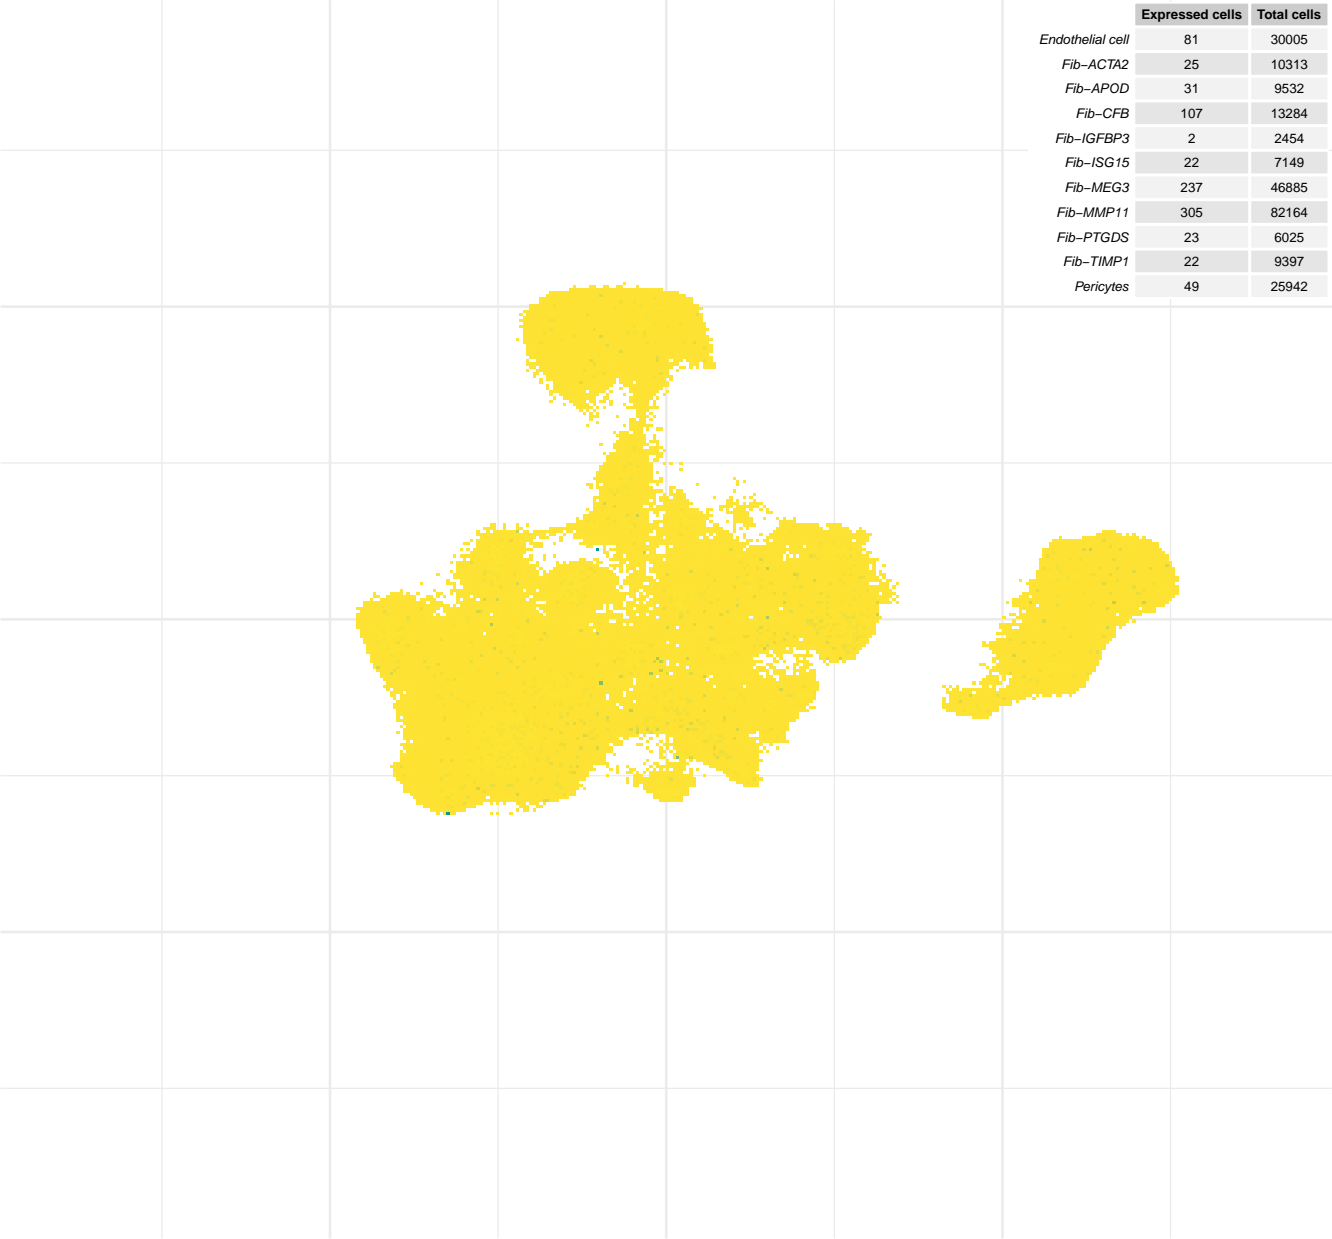 Expressed cells Total cells
Endothelial cell 81 30005
Fib−ACTA2 25 10313
Fib−APOD 31 9532
Fib−CFB 107 13284
Fib−IGFBP3 2 2454
Fib−ISG15 22 7149
Fib−MEG3 237 46885
Fib−MMP11 305 82164
Fib−PTGDS 23 6025
Fib−TIMP1 22 9397
Pericytes 49 25942